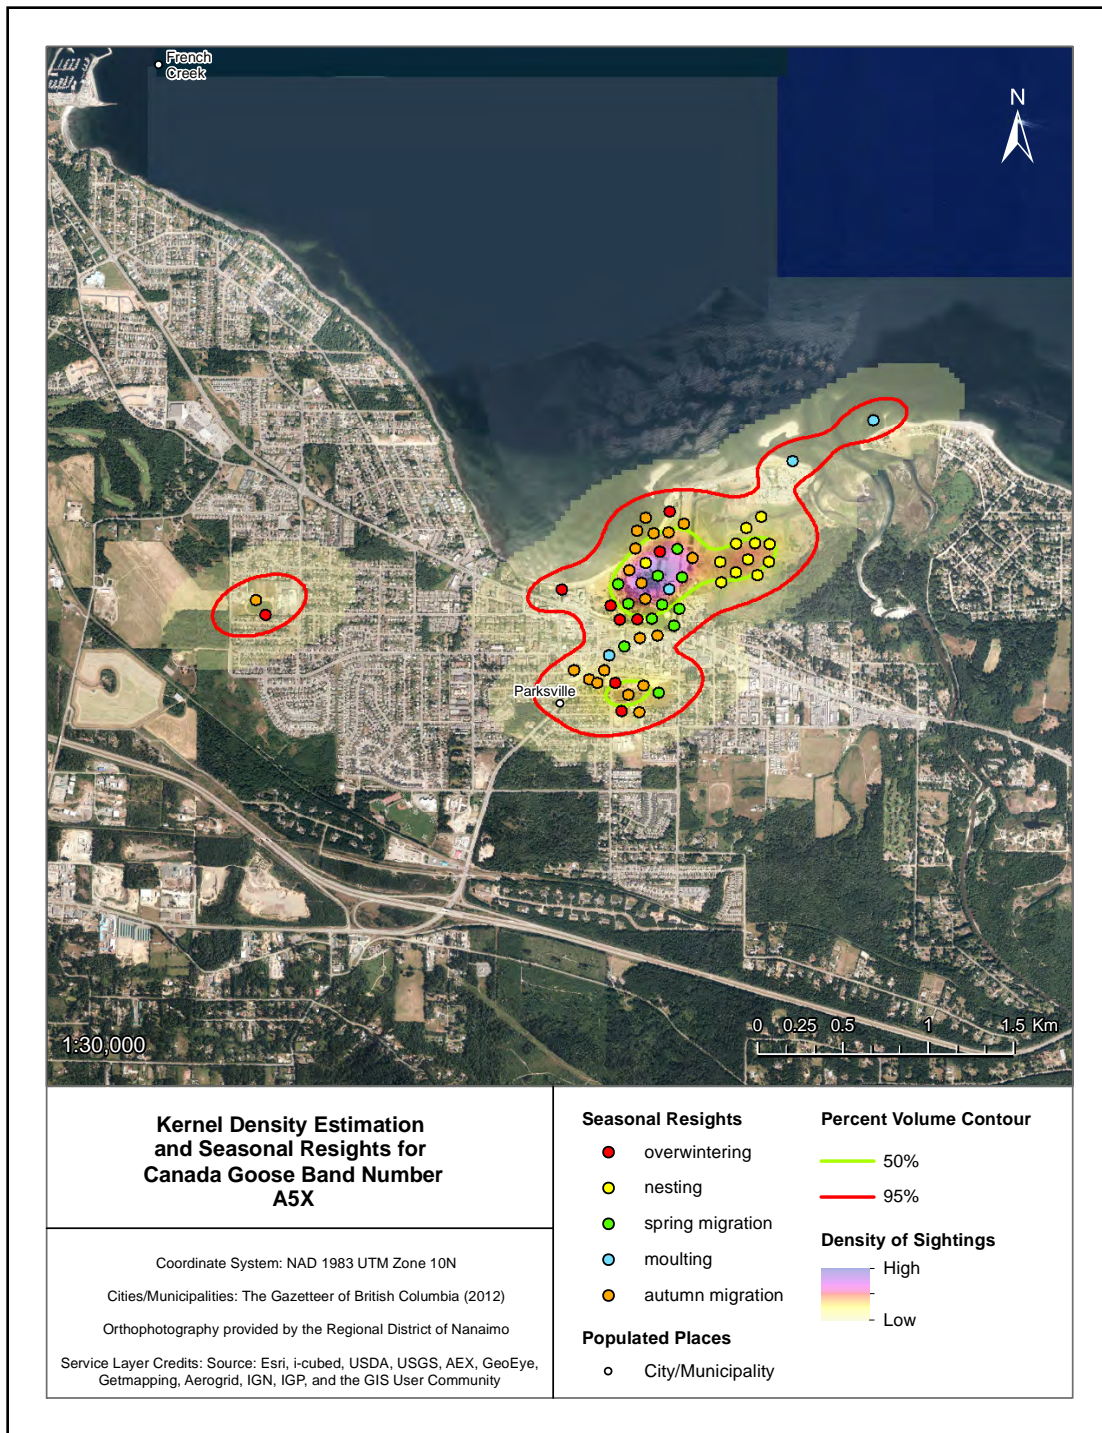 French
Creek
N
Parksville
0 0.25 0.5 1 1.5 Km
1:30,000
Kernel Density Estimation
and Seasonal Resights for
Canada Goose Band Number
A5X
Coordinate System: NAD 1983 UTM Zone 10N
Cities/Municipalities: The Gazetteer of British Columbia (2012)
Orthophotography provided by the Regional District of Nanaimo
Service Layer Credits: Source: Esri, i-cubed, USDA, USGS, AEX, GeoEye,
Getmapping, Aerogrid, IGN, IGP, and the GIS User Community
Seasonal Resights
overwintering
nesting
spring migration
moulting
autumn migration
Populated Places
City/Municipality
Percent Volume Contour
50%
95%
Density of Sightings
High
Low